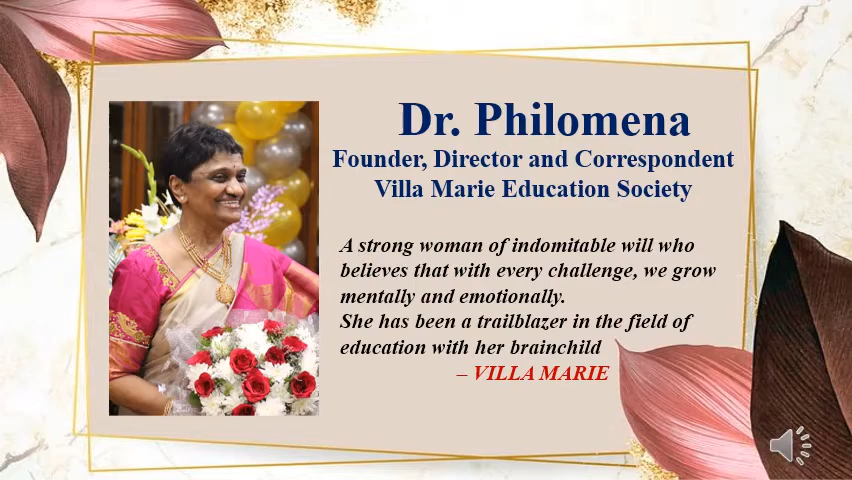 Dr. Philomena
Founder, Director and Correspondent
Villa Marie Education Society
A strong woman of indomitable will who
believes that with every challenge, we grow
mentally and emotionally.
She has been a trailblazer in the field of
education with her brainchild
– VILLA MARIE